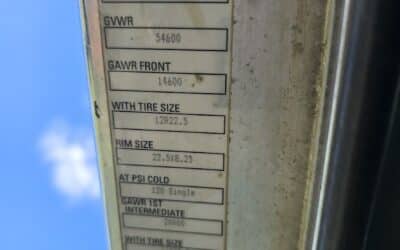 GVWR
54600
GAWR FRONT
14600
WITH TIRE SIZE
12R22.5
RIM SIZE
22.5X8.25
AT PSI COLD
120 Single
GAWR 1ST
INTERMEDIATE
20000
WITH TIRE SIZE